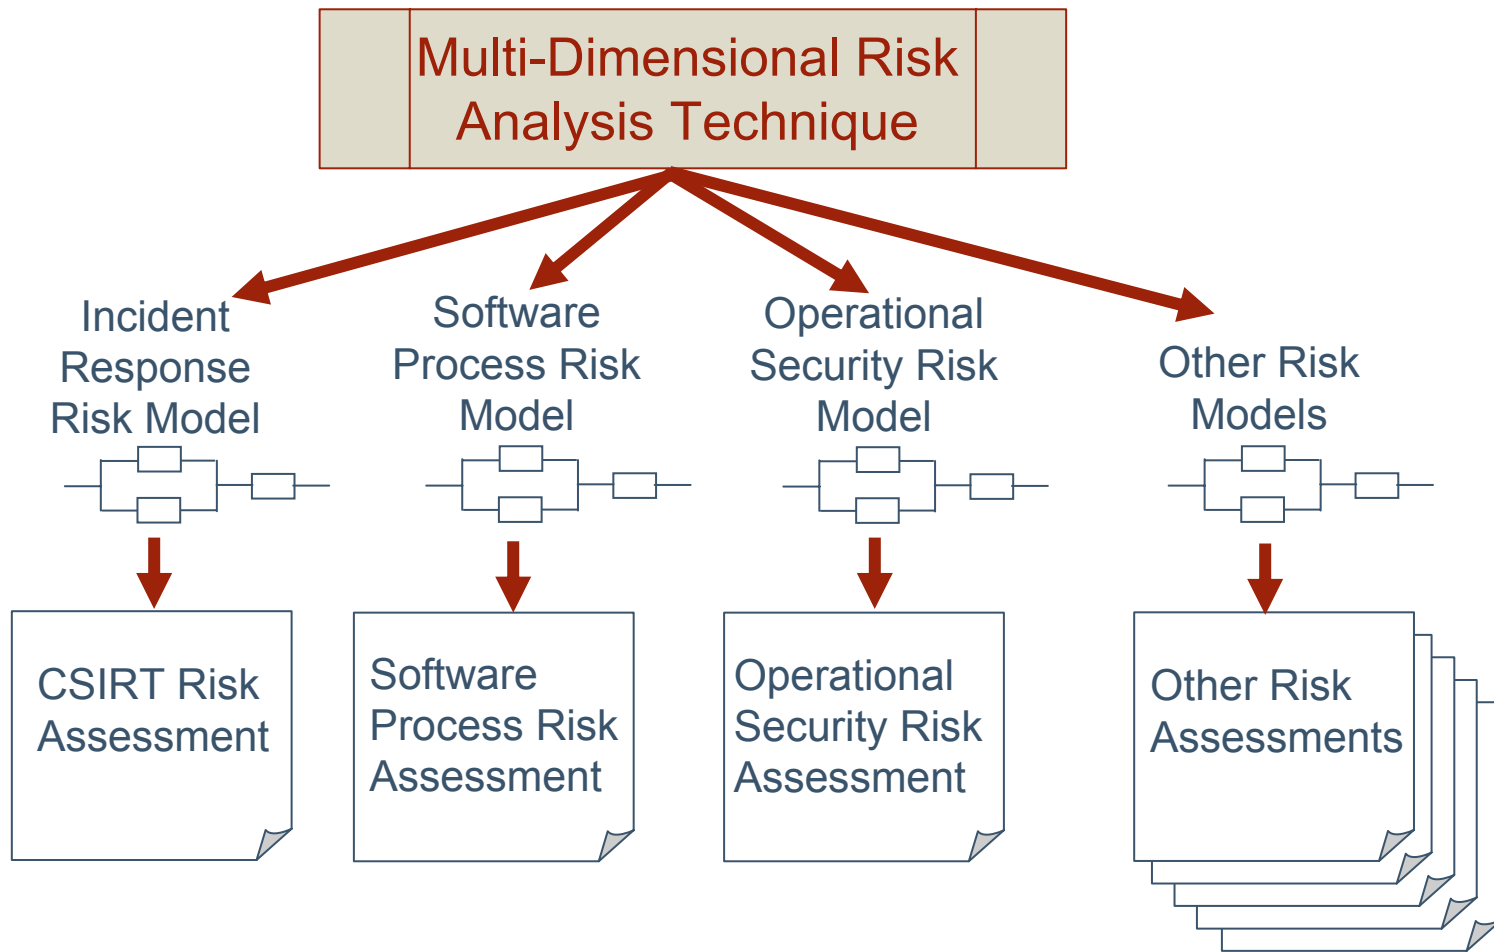 Multi-Dimensional Risk
Analysis Technique
Incident
Response
Risk Model
Software
Process Risk
Model
Operational
Security Risk
Model
Other Risk
Models
CSIRT Risk
Assessment
Software
Process Risk
Assessment
Operational
Security Risk
Assessment
Other Risk
Assessments